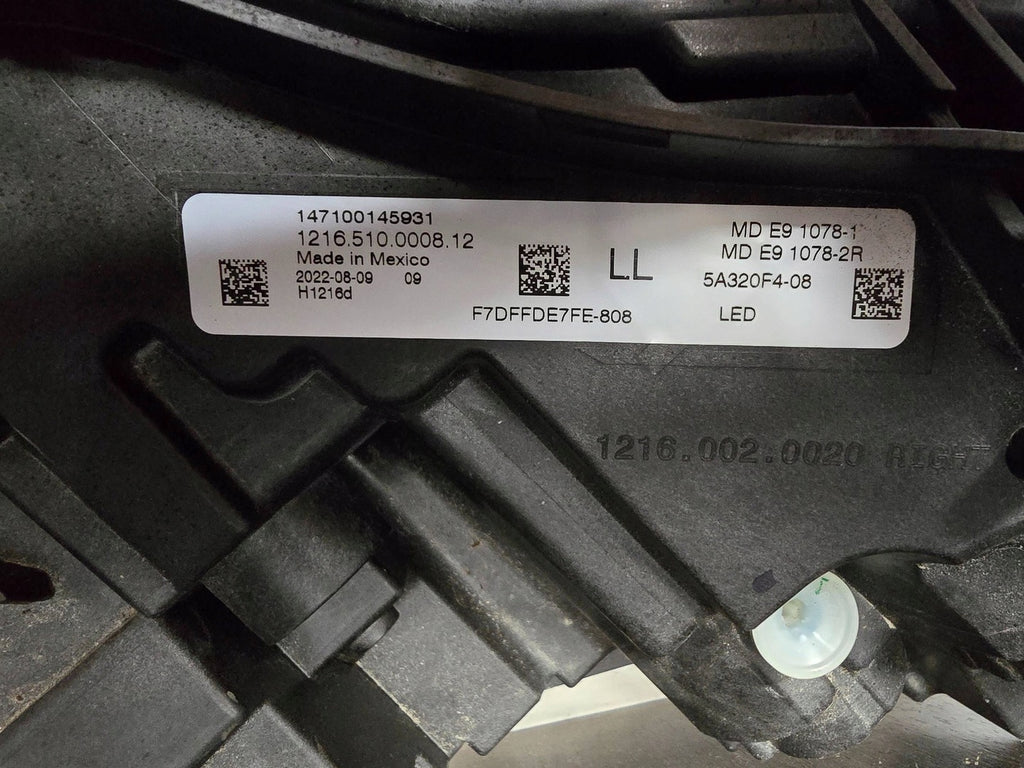 147100145931
1216.510.0008.12
Made in Mexico
2022-08-09 09
H1216d
LL
F7DFFDE7FE-808
MD E9 1078-1
MD E9 1078-2R
5A320F4-08
LED
1216.002.0020 RIGHT